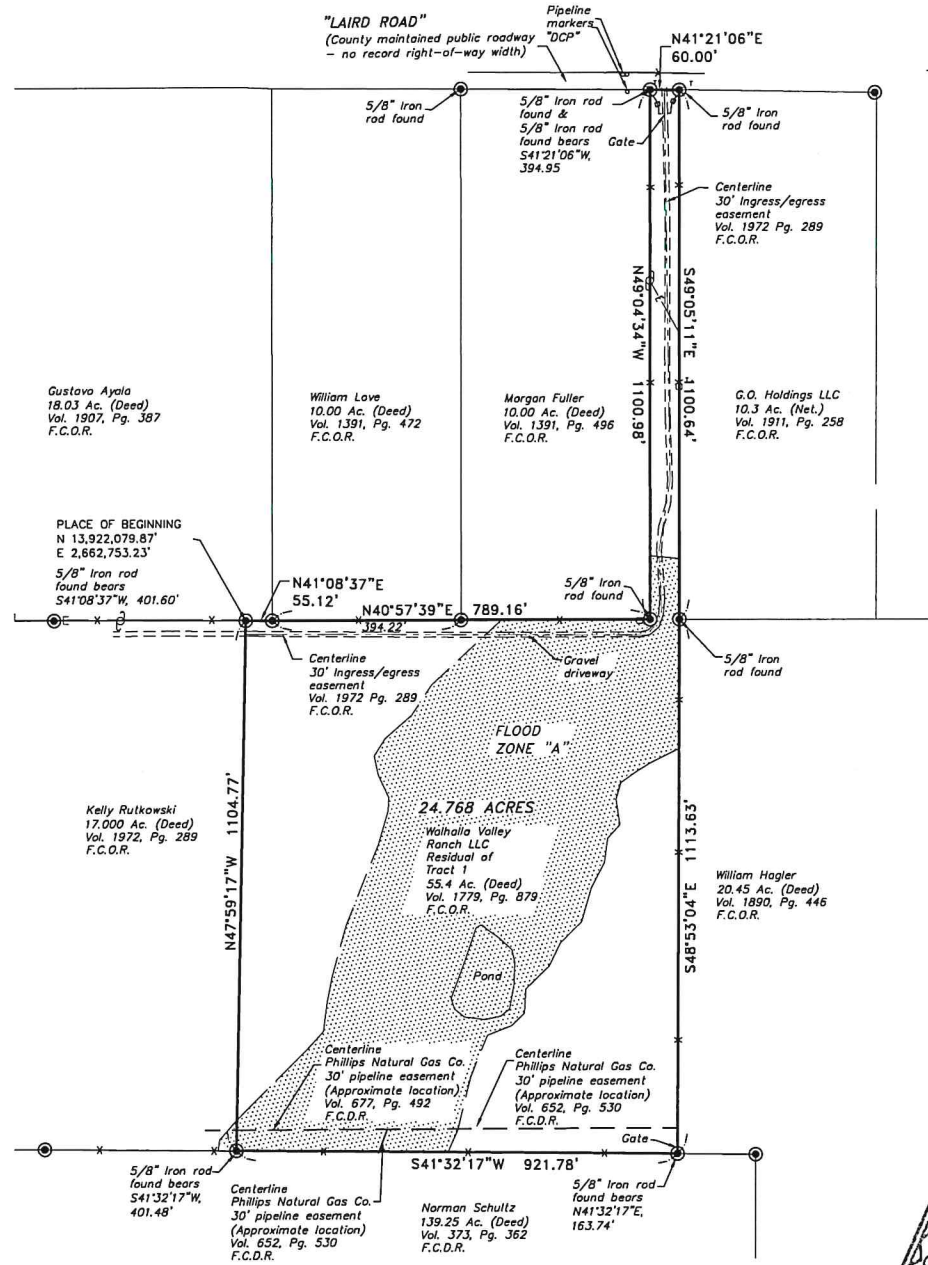 "LAIRD ROAD"
(County maintained public roadway
– no record right–of–way width)
Pipeline
markers
"DCP"
N41°21'06"E
60.00'
5/8" Iron
rod found
5/8" Iron rod
found &
5/8" Iron rod
found bears
S41°21'06"W,
394.95
Gate
5/8" Iron
rod found
Centerline
30' Ingress/egress
easement
Vol. 1972 Pg. 289
F.C.O.R.
N49°04'34"W 1100.98'
S49°05'11"E 1100.64'
Gustavo Ayala
18.03 Ac. (Deed)
Vol. 1907, Pg. 387
F.C.O.R.
William Love
10.00 Ac. (Deed)
Vol. 1391, Pg. 472
F.C.O.R.
Morgan Fuller
10.00 Ac. (Deed)
Vol. 1391, Pg. 496
F.C.O.R.
G.O. Holdings LLC
10.3 Ac. (Net.)
Vol. 1911, Pg. 258
F.C.O.R.
PLACE OF BEGINNING
N 13,922,079.87'
E 2,662,753.23'
5/8" Iron rod
found bears
S41°08'37"W, 401.60'
N41°08'37"E
55.12'
N40°57'39"E 789.16'
394.22'
5/8" Iron
rod found
5/8" Iron
rod found
Centerline
30' Ingress/egress
easement
Vol. 1972 Pg. 289
F.C.O.R.
Gravel
driveway
FLOOD
ZONE "A"
24.768 ACRES
Walhalla Valley
Ranch LLC
Residual of
Tract 1
55.4 Ac. (Deed)
Vol. 1779, Pg. 879
F.C.O.R.
Kelly Rutkowski
17.000 Ac. (Deed)
Vol. 1972, Pg. 289
F.C.O.R.
N47°59'17"W 1104.77'
S48°53'04"E 1113.63'
William Hagler
20.45 Ac. (Deed)
Vol. 1890, Pg. 446
F.C.O.R.
Pond
Centerline
Phillips Natural Gas Co.
30' pipeline easement
(Approximate location)
Vol. 677, Pg. 492
F.C.D.R.
Centerline
Phillips Natural Gas Co.
30' pipeline easement
(Approximate location)
Vol. 652, Pg. 530
F.C.D.R.
Gate
S41°32'17"W 921.78'
5/8" Iron rod
found bears
S41°32'17"W,
401.48'
Centerline
Phillips Natural Gas Co.
30' pipeline easement
(Approximate location)
Vol. 652, Pg. 530
F.C.D.R.
Norman Schultz
139.25 Ac. (Deed)
Vol. 373, Pg. 362
F.C.D.R.
5/8" Iron rod
found bears
N41°32'17"E,
163.74'